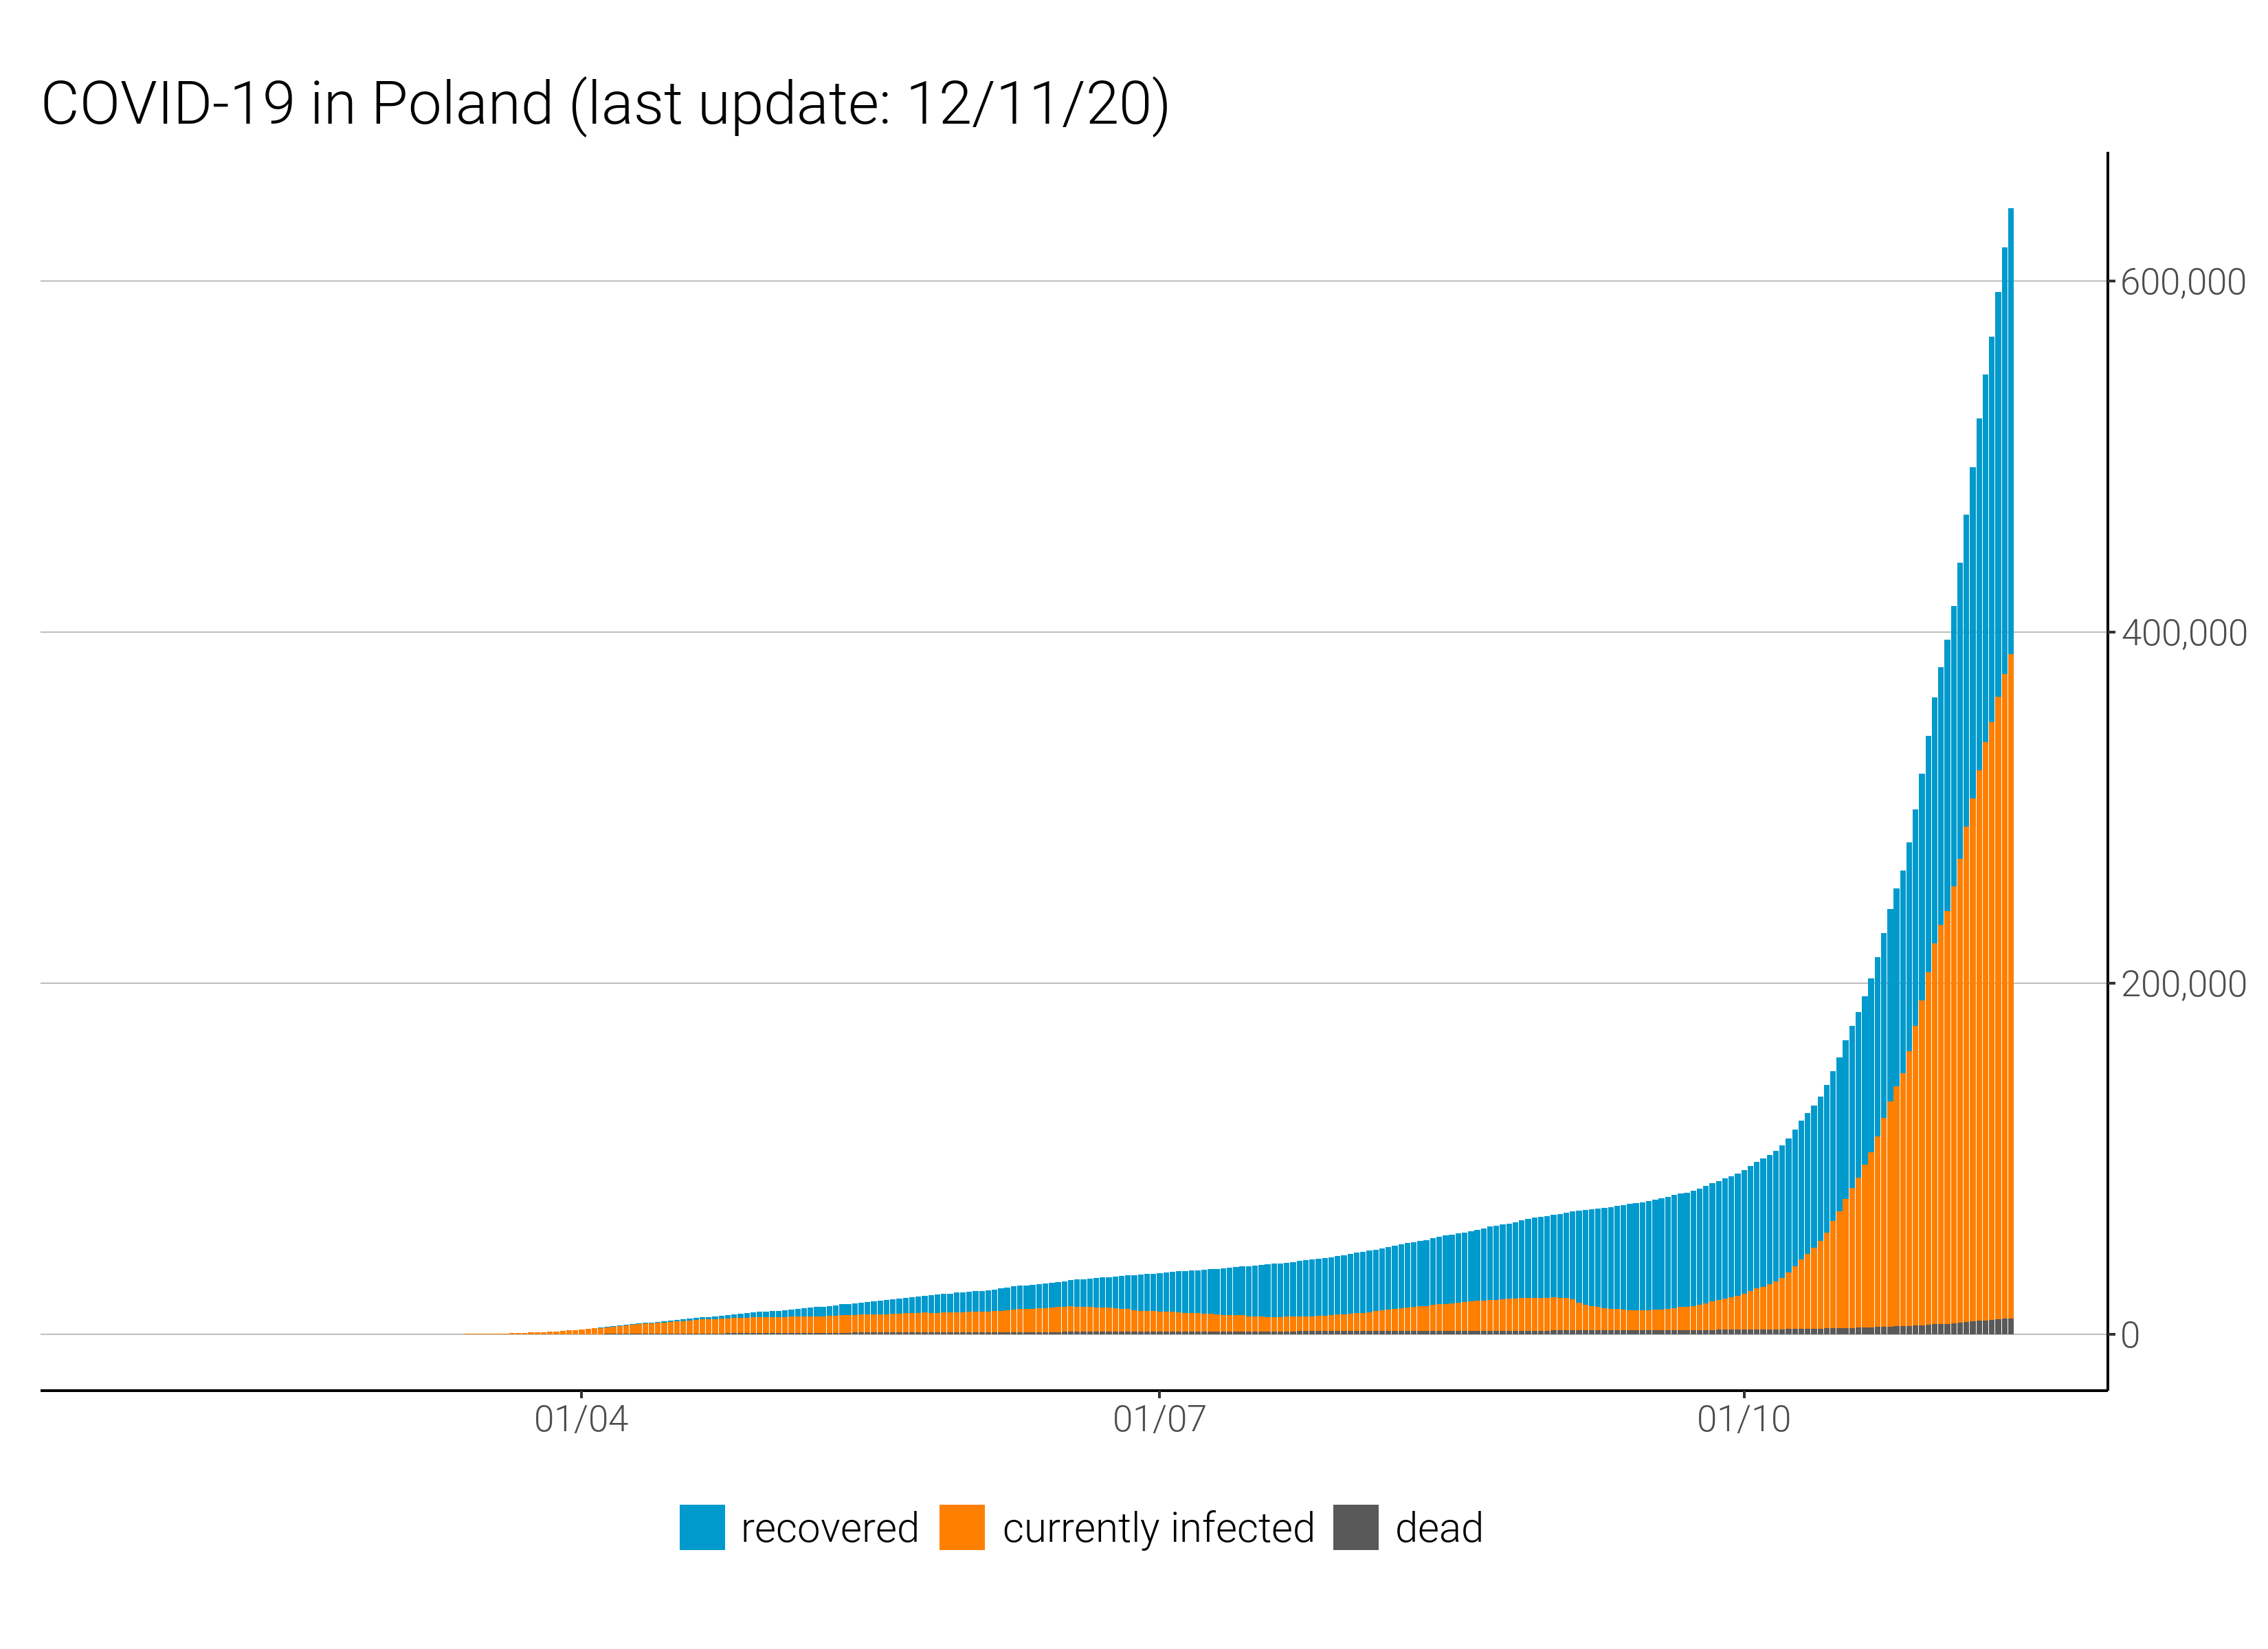 COVID-19 in Poland (last update: 12/11/20)
600,000
400,000
200,000
0
01/04 01/07 01/10
recovered currently infected dead